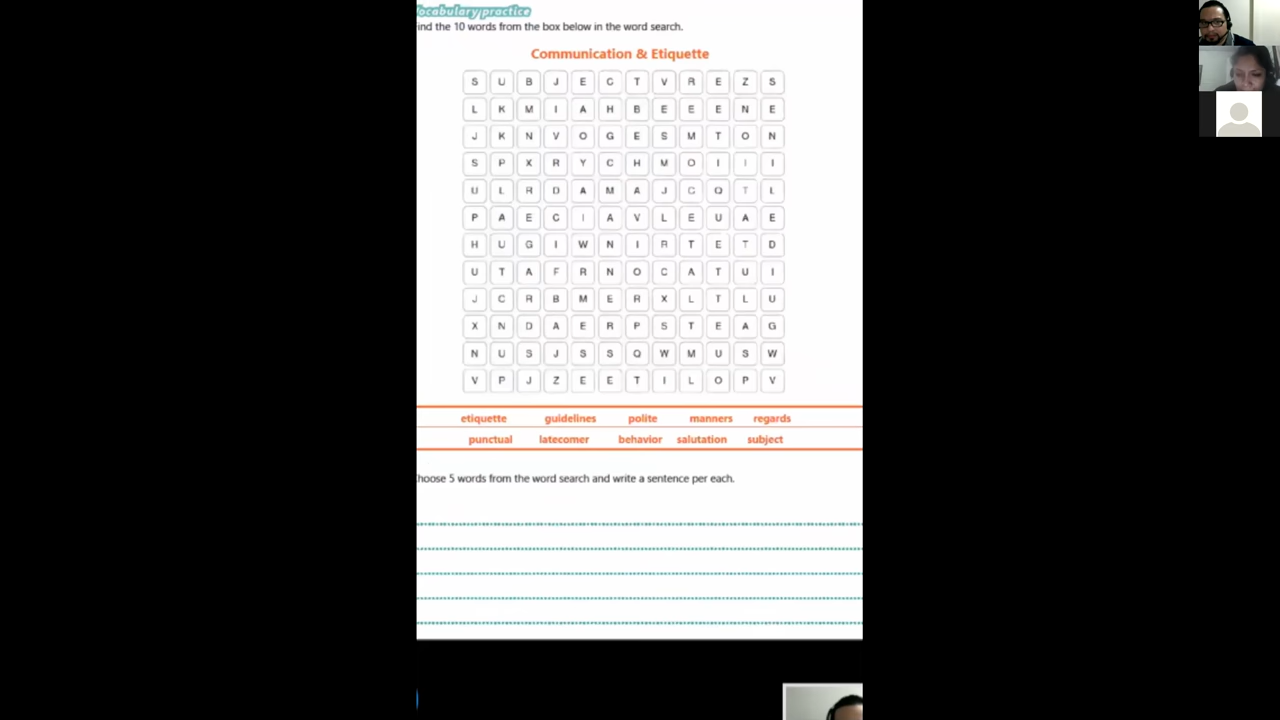 ocabulary practice
ind the 10 words from the box below in the word search.
Communication & Etiquette
S U B J E C T V R E Z S
L K M I A H B E E E N E
J K N V O G E S M T O N
S P X R Y C H M O I I I
U L R D A M A J C Q T L
P A E C I A V L E U A E
H U G I W N I R T E T D
U T A F R N O C A T U I
J C R B M E R X L T L U
X N D A E R P S T E A G
N U S J S S Q W M U S W
V P J Z E E T I L O P V
etiquette guidelines polite manners regards
punctual latecomer behavior salutation subject
hoose 5 words from the word search and write a sentence per each.